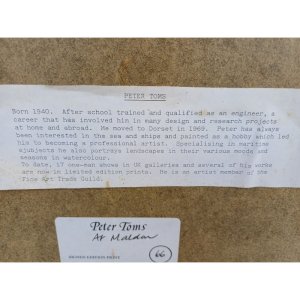 PETER TOMS
Born 1940. After school trained and qualified as an engineer, a
career that has involved him in many design and research projects
at home and abroad. He moved to Dorset in 1969. Peter has always
been interested in the sea and ships and painted as a hobby which led
him to becoming a professional artist. Specialising in maritime
subjects he also portrays landscapes in their various moods and
seasons in watercolour.
To date, 17 one-man shows in UK galleries and several of his works
are now in limited edition prints. He is an artist member of the
Fine Art Trade Guild.
Peter Toms
At Maldon
SIGNED EDITION PRINT
66